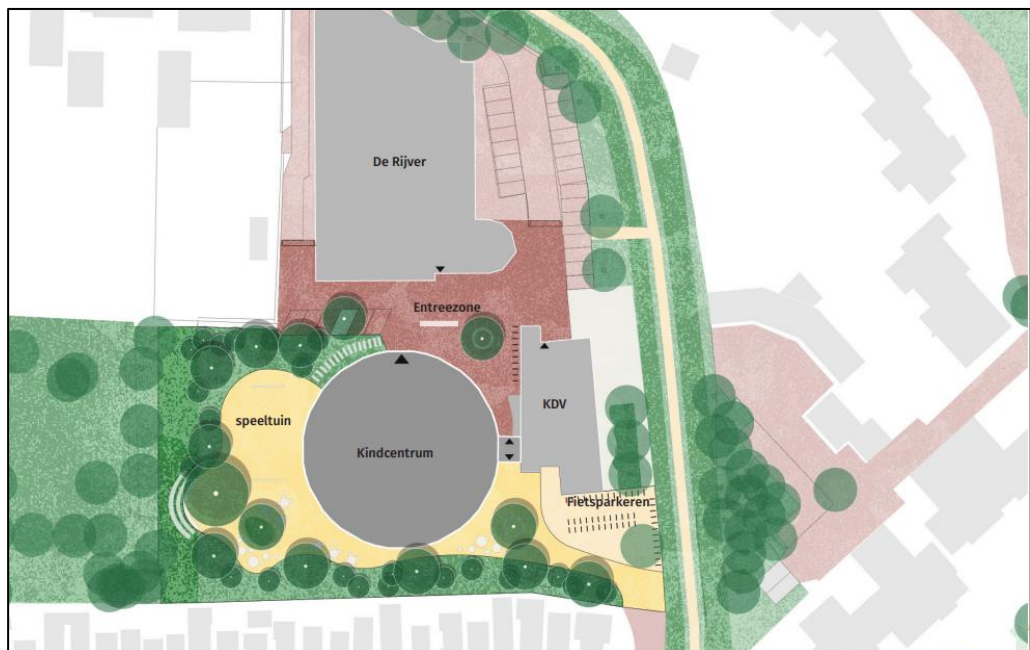 De Rijver
Entreezone
speeltuin
KDV
Kindcentrum
Fietsparkeren